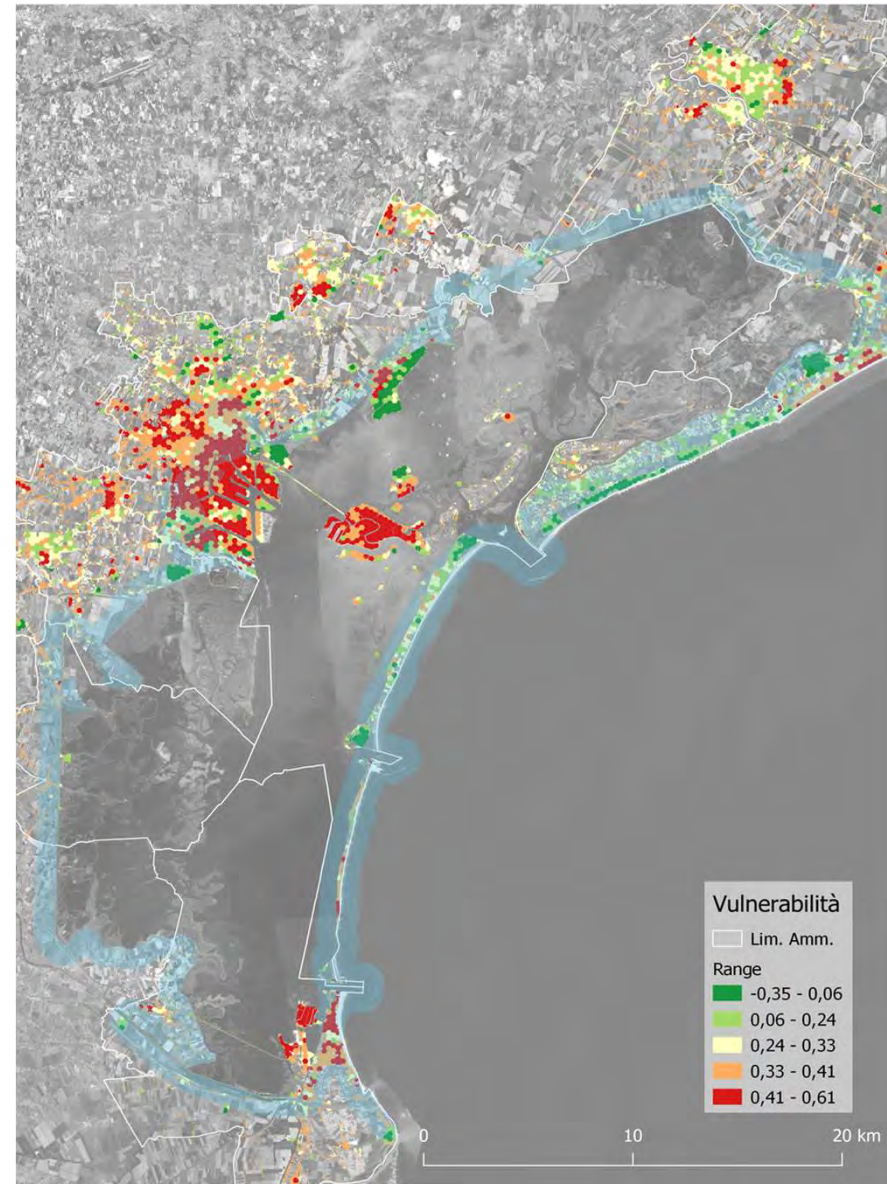 Vulnerabilità
Lim. Amm.
Range
-0,35 - 0,06
0,06 - 0,24
0,24 - 0,33
0,33 - 0,41
0,41 - 0,61
0 10 20 km